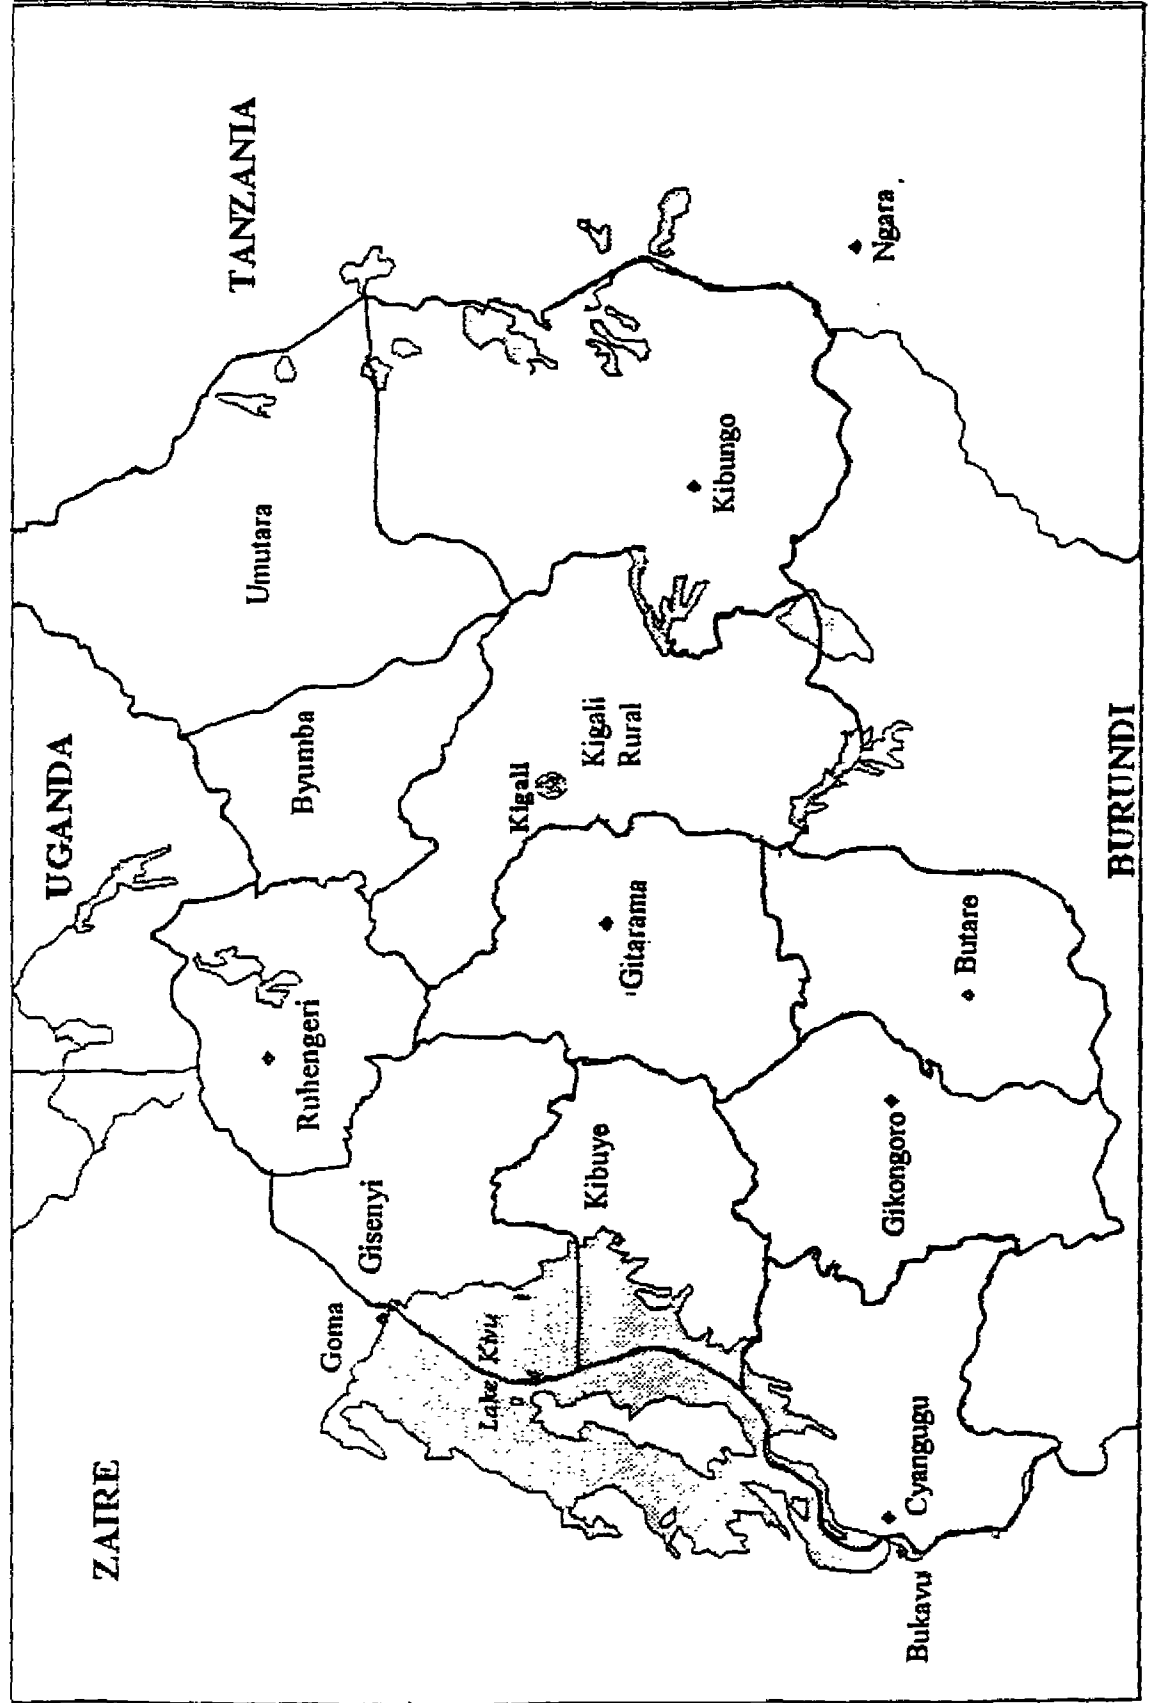 UGANDA
TANZANIA
ZAIRE
Umutara
Byumba
Ruhengeri
Goma
Gisenyi
Lake Kivu
Kigali
Kigali
Rural
Kibuye
Gitarama
Kibungo
Ngara
Gikongoro
Butare
Cyangugu
Bukavu
BURUNDI